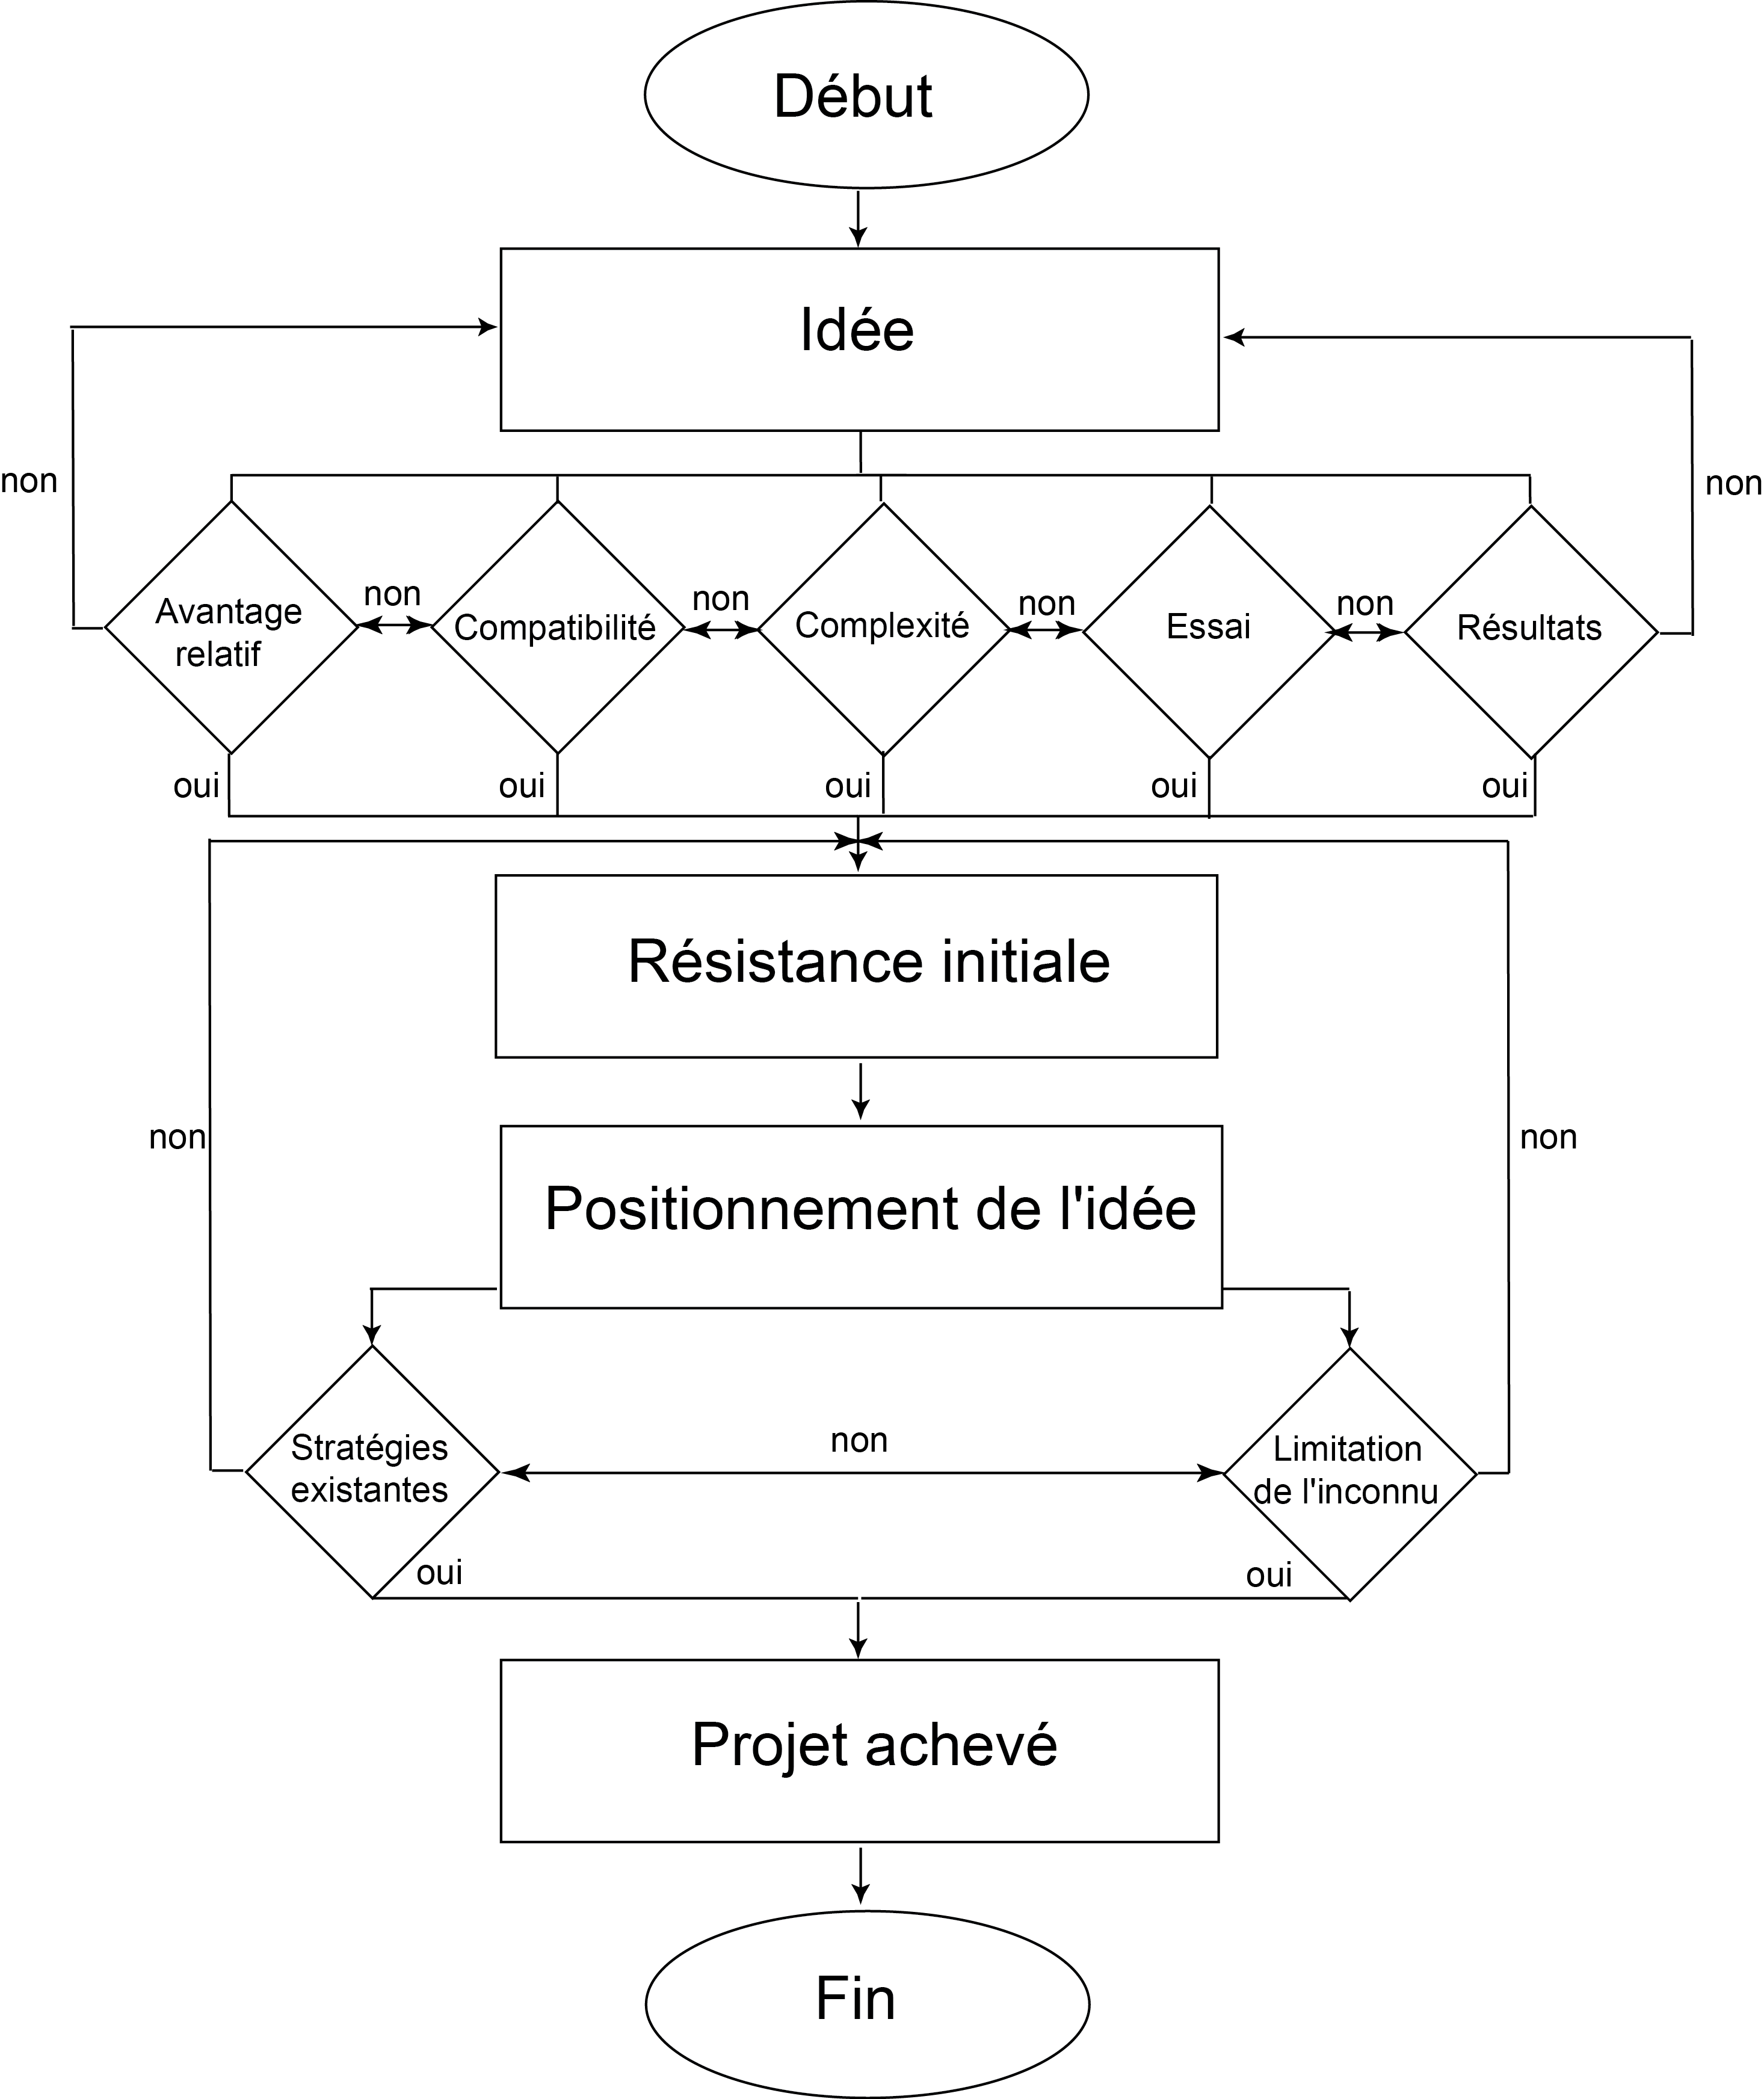 Début
Idée
non
non
Avantage
relatif
non
Compatibilité
non
Complexité
non
Essai
non
Résultats
oui
oui
oui
oui
oui
Résistance initiale
non
non
Positionnement de l'idée
Stratégies
existantes
non
Limitation
de l'inconnu
oui
oui
Projet achevé
Fin